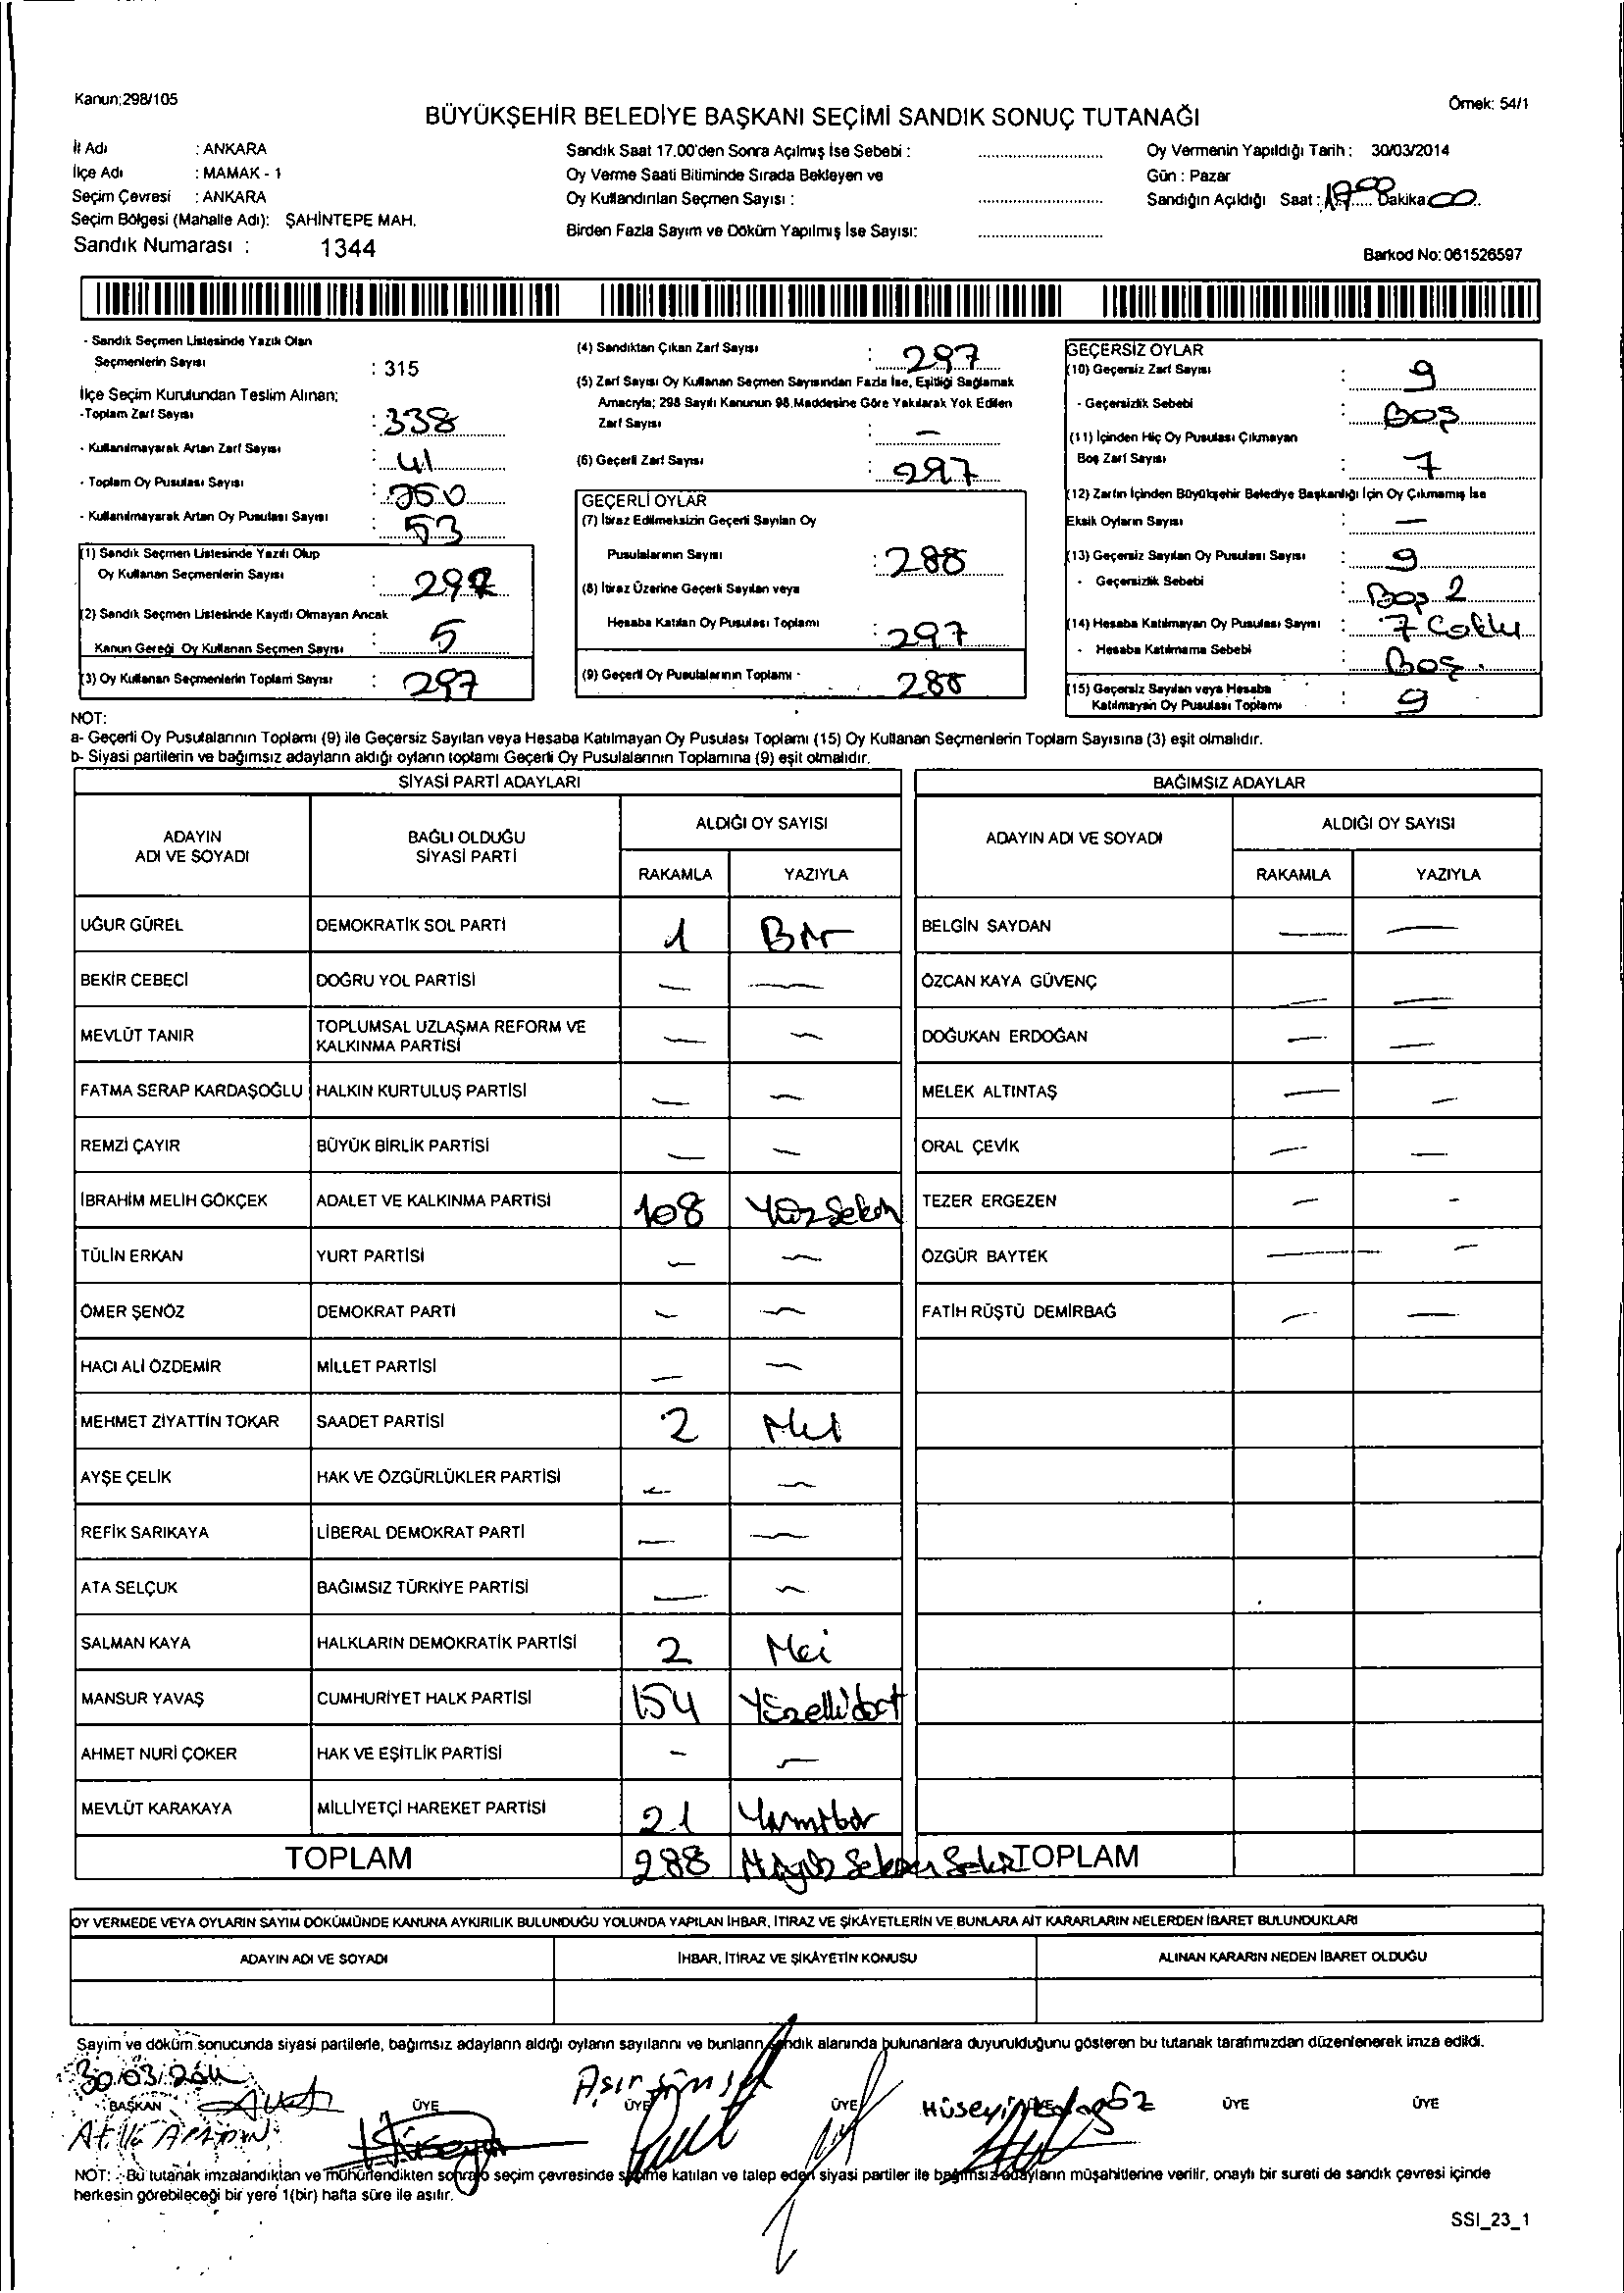 Kanun;298/105
Örnek: 54/1
BÜYÜKŞEHİR BELEDİYE BAŞKANI SEÇİMİ SANDIK SONUÇ TUTANAĞI
İl Adı : ANKARA
İlçe Adı : MAMAK - 1
Seçim Çevresi : ANKARA
Seçim Bölgesi (Mahalle Adı): ŞAHİNTEPE MAH.
Sandık Numarası : 1344
Sandık Saat 17.00'den Sonra Açılmış İse Sebebi :
Oy Verme Saati Bitiminde Sırada Bekleyen ve
Oy Kullandırılan Seçmen Sayısı :
Birden Fazla Sayım ve Döküm Yapılmış İse Sayısı:
Oy Vermenin Yapıldığı Tarih : 30/03/2014
Gün : Pazar
Sandığın Açıldığı Saat : Dakika 00
Barkod No: 061526597
- Sandık Seçmen Listesinde Yazılı Olan
Seçmenlerin Sayısı : 315
İlçe Seçim Kurulundan Teslim Alınan;
-Toplam Zarf Sayısı : 338
- Kullanılmayarak Artan Zarf Sayısı : 41
- Toplam Oy Pusulası Sayısı : 350
- Kullanılmayarak Artan Oy Pusulası Sayısı : 53
(1) Sandık Seçmen Listesinde Yazılı Olup
Oy Kullanan Seçmenlerin Sayısı :
(2) Sandık Seçmen Listesinde Kayıtlı Olmayan Ancak
Kanun Gereği Oy Kullanan Seçmen Sayısı : 5
(3) Oy Kullanan Seçmenlerin Toplam Sayısı : 297
(4) Sandıktan Çıkan Zarf Sayısı : 297
(5) Zarf Sayısı Oy Kullanan Seçmen Sayısından Fazla İse, Eşitliği Sağlamak
Amacıyla; 298 Sayılı Kanunun 98.Maddesine Göre Yakılarak Yok Edilen
Zarf Sayısı : —
(6) Geçerli Zarf Sayısı : 297
GEÇERLİ OYLAR
(7) İtiraz Edilmeksizin Geçerli Sayılan Oy
Pusulalarının Sayısı : 288
(8) İtiraz Üzerine Geçerli Sayılan veya
Hesaba Katılan Oy Pusulası Toplamı : 297
(9) Geçerli Oy Pusulalarının Toplamı - 288
GEÇERSİZ OYLAR
(10) Geçersiz Zarf Sayısı : 9
- Geçersizlik Sebebi : Boş
(11) İçinden Hiç Oy Pusulası Çıkmayan
Boş Zarf Sayısı : 7
(12) Zarfın İçinden Büyükşehir Belediye Başkanlığı İçin Oy Çıkmamış İse
Eksik Oyların Sayısı : —
(13) Geçersiz Sayılan Oy Pusulası Sayısı : 9
- Geçersizlik Sebebi : Boş 2
(14) Hesaba Katılmayan Oy Pusulası Sayısı : 7
- Hesaba Katılmama Sebebi : Boş.
(15) Geçersiz Sayılan veya Hesaba
Katılmayan Oy Pusulası Toplamı : 9
NOT:
a- Geçerli Oy Pusulalarının Toplamı (9) ile Geçersiz Sayılan veya Hesaba Katılmayan Oy Pusulası Toplamı (15) Oy Kullanan Seçmenlerin Toplam Sayısına (3) eşit olmalıdır.
b- Siyasi partilerin ve bağımsız adayların aldığı oyların toplamı Geçerli Oy Pusulalarının Toplamına (9) eşit olmalıdır.
SİYASİ PARTİ ADAYLARI
ADAYIN ADI VE SOYADI
BAĞLI OLDUĞU SİYASİ PARTİ
ALDIĞI OY SAYISI
RAKAMLA YAZIYLA
UĞUR GÜREL DEMOKRATİK SOL PARTİ 1 Bir
BEKİR CEBECİ DOĞRU YOL PARTİSİ — —
MEVLÜT TANIR TOPLUMSAL UZLAŞMA REFORM VE KALKINMA PARTİSİ — —
FATMA SERAP KARDAŞOĞLU HALKIN KURTULUŞ PARTİSİ — —
REMZİ ÇAYIR BÜYÜK BİRLİK PARTİSİ — —
İBRAHİM MELİH GÖKÇEK ADALET VE KALKINMA PARTİSİ 108 Yüzsekiz
TÜLİN ERKAN YURT PARTİSİ — —
ÖMER ŞENÖZ DEMOKRAT PARTİ — —
HACI ALİ ÖZDEMİR MİLLET PARTİSİ — —
MEHMET ZİYATTİN TOKAR SAADET PARTİSİ 2 iki
AYŞE ÇELİK HAK VE ÖZGÜRLÜKLER PARTİSİ — —
REFİK SARIKAYA LİBERAL DEMOKRAT PARTİ — —
ATA SELÇUK BAĞIMSIZ TÜRKİYE PARTİSİ — —
SALMAN KAYA HALKLARIN DEMOKRATİK PARTİSİ 2 iki
MANSUR YAVAŞ CUMHURİYET HALK PARTİSİ 154 Yüzellidört
AHMET NURİ ÇOKER HAK VE EŞİTLİK PARTİSİ — —
MEVLÜT KARAKAYA MİLLİYETÇİ HAREKET PARTİSİ 21 Yirmibir
TOPLAM 288 ikiyüz Seksen Sekiz
BAĞIMSIZ ADAYLAR
ADAYIN ADI VE SOYADI
ALDIĞI OY SAYISI
RAKAMLA YAZIYLA
BELGİN SAYDAN — —
ÖZCAN KAYA GÜVENÇ — —
DOĞUKAN ERDOĞAN — —
MELEK ALTINTAŞ — —
ORAL ÇEVİK — —
TEZER ERGEZEN — —
ÖZGÜR BAYTEK — —
FATİH RÜŞTÜ DEMİRBAĞ — —
TOPLAM
OY VERMEDE VEYA OYLARIN SAYIM DÖKÜMÜNDE KANUNA AYKIRILIK BULUNDUĞU YOLUNDA YAPILAN İHBAR, İTİRAZ VE ŞİKÂYETLERİN VE BUNLARA AİT KARARLARIN NELERDEN İBARET BULUNDUKLARI
ADAYIN ADI VE SOYADI
İHBAR, İTİRAZ VE ŞİKÂYETİN KONUSU
ALINAN KARARIN NEDEN İBARET OLDUĞU
Sayım ve döküm sonucunda siyasi partilerle, bağımsız adayların aldığı oyların sayılarını ve bunların sandık alanında bulunanlara duyurulduğunu gösteren bu tutanak tarafımızdan düzenlenerek imza edildi.
30/03/2014
BAŞKAN ÜYE ÜYE ÜYE ÜYE ÜYE ÜYE
Atilla
Aşır
Hüseyin
NOT: - Bu tutanak imzalandıktan ve mühürlendikten sonra o seçim çevresinde seçime katılan ve talep eden siyasi partiler ile bağımsız adayların müşahitlerine verilir, onaylı bir sureti de sandık çevresi içinde
herkesin görebileceği bir yere 1(bir) hafta süre ile asılır.
SSI_23_1